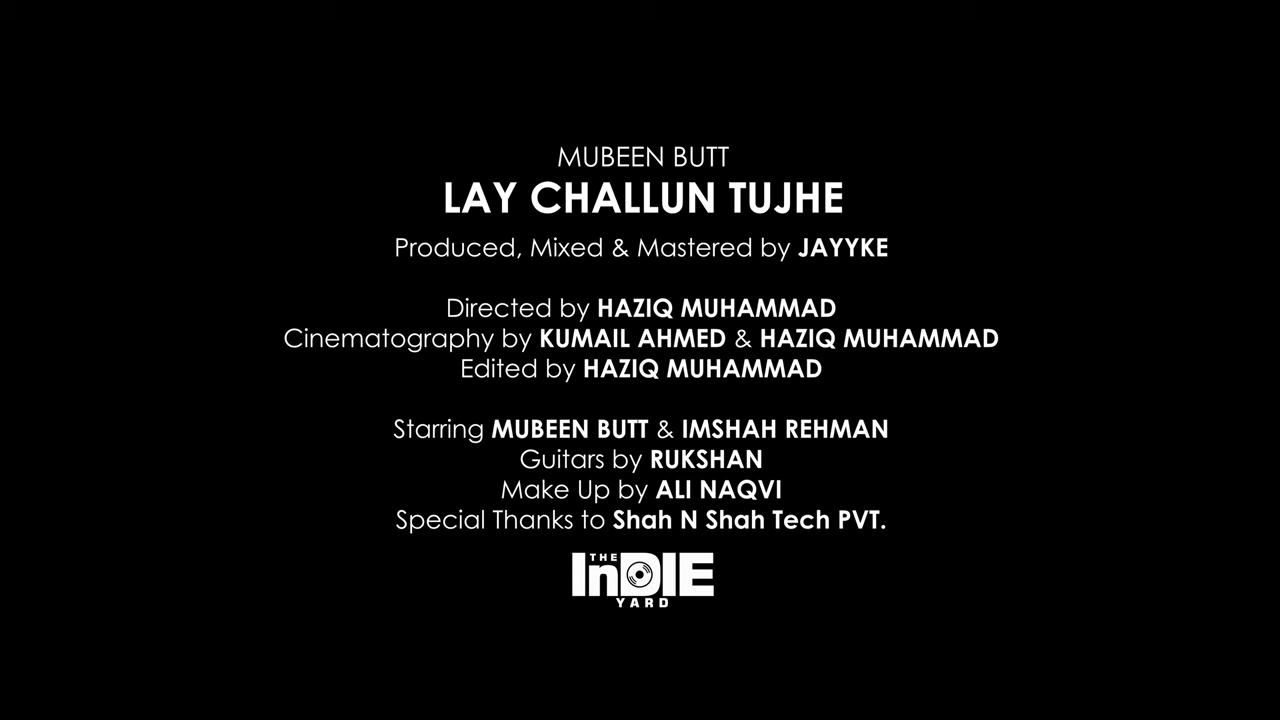 MUBEEN BUTT
LAY CHALLUN TUJHE
Produced, Mixed & Mastered by JAYYKE
Directed by HAZIQ MUHAMMAD
Cinematography by KUMAIL AHMED & HAZIQ MUHAMMAD
Edited by HAZIQ MUHAMMAD
Starring MUBEEN BUTT & IMSHAH REHMAN
Guitars by RUKSHAN
Make Up by ALI NAQVI
Special Thanks to Shah N Shah Tech PVT.
THE
InDIE
YARD